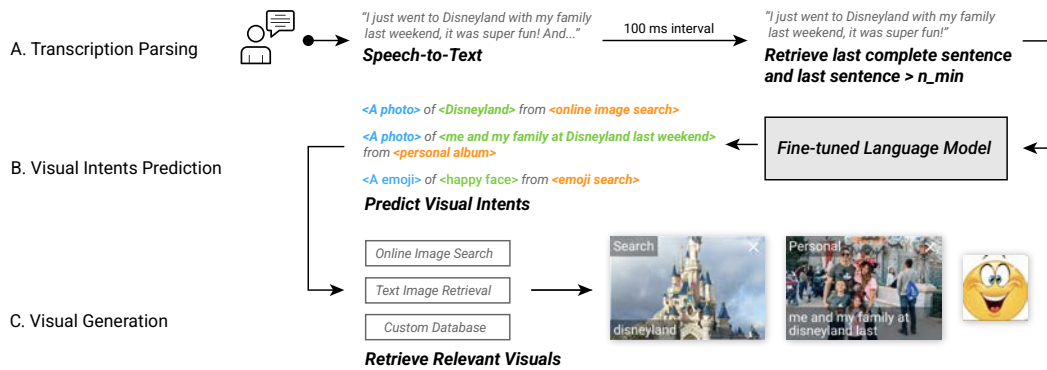 A. Transcription Parsing
“I just went to Disneyland with my family
last weekend, it was super fun! And...”
Speech-to-Text
100 ms interval
“I just went to Disneyland with my
family last weekend, it was super fun!”
Retrieve last complete sentence
and last sentence > n_min
B. Visual Intents Prediction
<A photo> of <Disneyland> from <online image search>
<A photo> of <me and my family at Disneyland last weekend>
from <personal album>
<A emoji> of <happy face> from <emoji search>
Predict Visual Intents
Fine-tuned Language Model
C. Visual Generation
Online Image Search
Text Image Retrieval
Custom Database
Retrieve Relevant Visuals
Search
disneyland
Personal
me and my family at
disneyland last